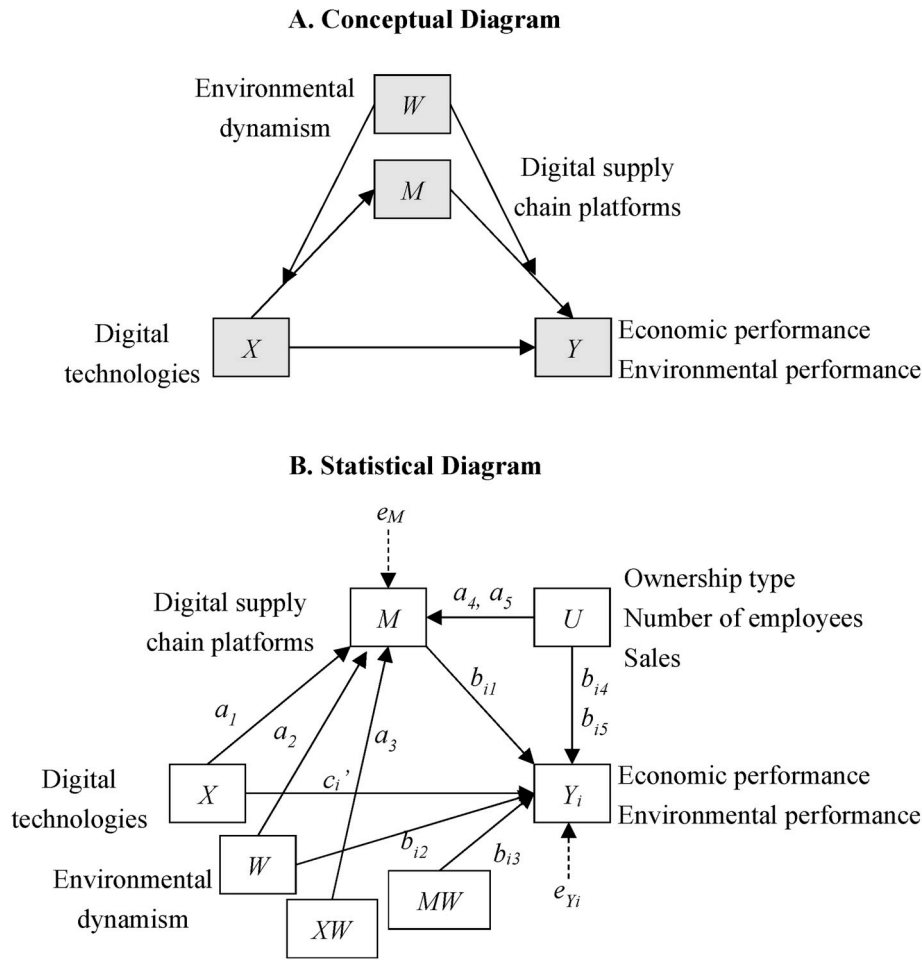 A. Conceptual Diagram
Environmental
dynamism
W
M
Digital supply
chain platforms
Digital
technologies
X
Y
Economic performance
Environmental performance
B. Statistical Diagram
eM
Digital supply
chain platforms
M
a4, a5
U
Ownership type
Number of employees
Sales
a1
a2
a3
bi1
bi4
bi5
Digital
technologies
X
ci'
Yi
Economic performance
Environmental performance
Environmental
dynamism
W
bi2
bi3
XW
MW
eYi